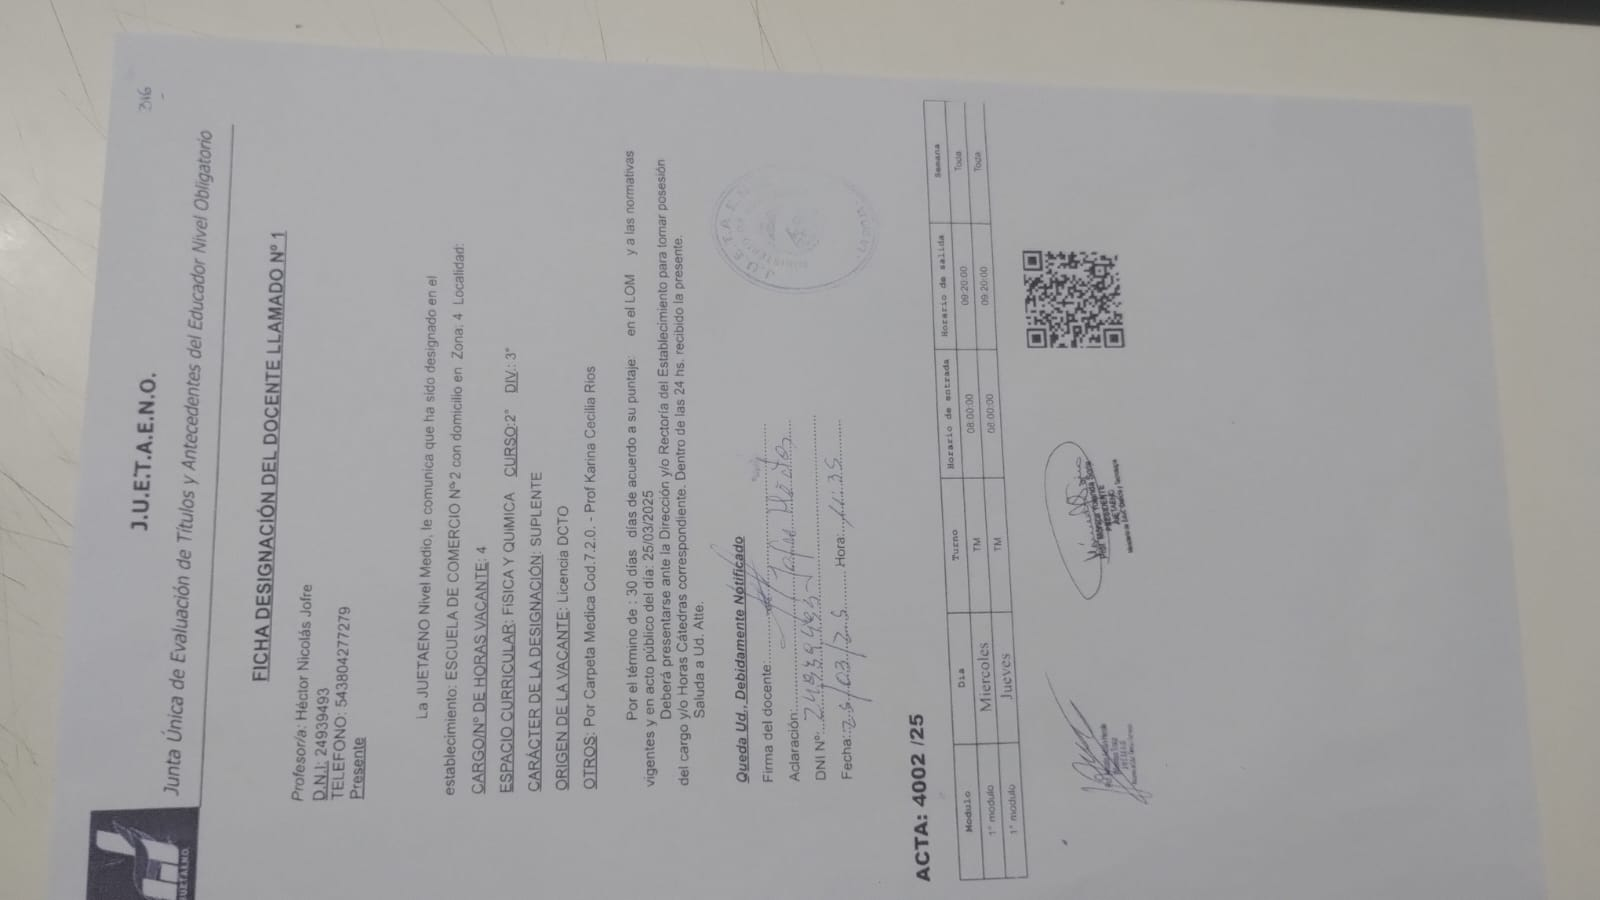 316
J.U.E.T.A.E.N.O.
Junta Única de Evaluación de Títulos y Antecedentes del Educador Nivel Obligatorio
JUETAENO
FICHA DESIGNACIÓN DEL DOCENTE LLAMADO Nº 1
Profesor/a: Héctor Nicolás Jofre
D.N.I: 24939493
TELEFONO: 543804277279
Presente
La JUETAENO Nivel Medio, le comunica que ha sido designado en el
establecimiento: ESCUELA DE COMERCIO Nº 2 con domicilio en Zona: 4 Localidad:
CARGO/Nº DE HORAS VACANTE: 4
ESPACIO CURRICULAR: FISICA Y QUIMICA CURSO:2° DIV.: 3°
CARÁCTER DE LA DESIGNACIÓN: SUPLENTE
ORIGEN DE LA VACANTE: Licencia DCTO
OTROS: Por Carpeta Medica Cod.7.2.0. - Prof Karina Cecilia Rios
Por el término de : 30 días días de acuerdo a su puntaje: en el LOM y a las normativas
vigentes y en acto público del día: 25/03/2025
Deberá presentarse ante la Dirección y/o Rectoría del Establecimiento para tomar posesión
del cargo y/o Horas Cátedras correspondiente. Dentro de las 24 hs. recibido la presente.
Saluda a Ud. Atte.
Queda Ud., Debidamente Notificado
Firma del docente:
Aclaración: Jofre Héctor
DNI Nº: 24939493
Fecha: 25/03/25 Hora: 11:35
J.U.E.T.A.E.N.O.
ACTA: 4002 /25
Modulo Dia Turno Horario de entrada Horario de salida Semana
1° modulo Miercoles TM 08:00:00 09:20:00 Toda
1° modulo Jueves TM 08:00:00 09:20:00 Toda
PRESIDENTE